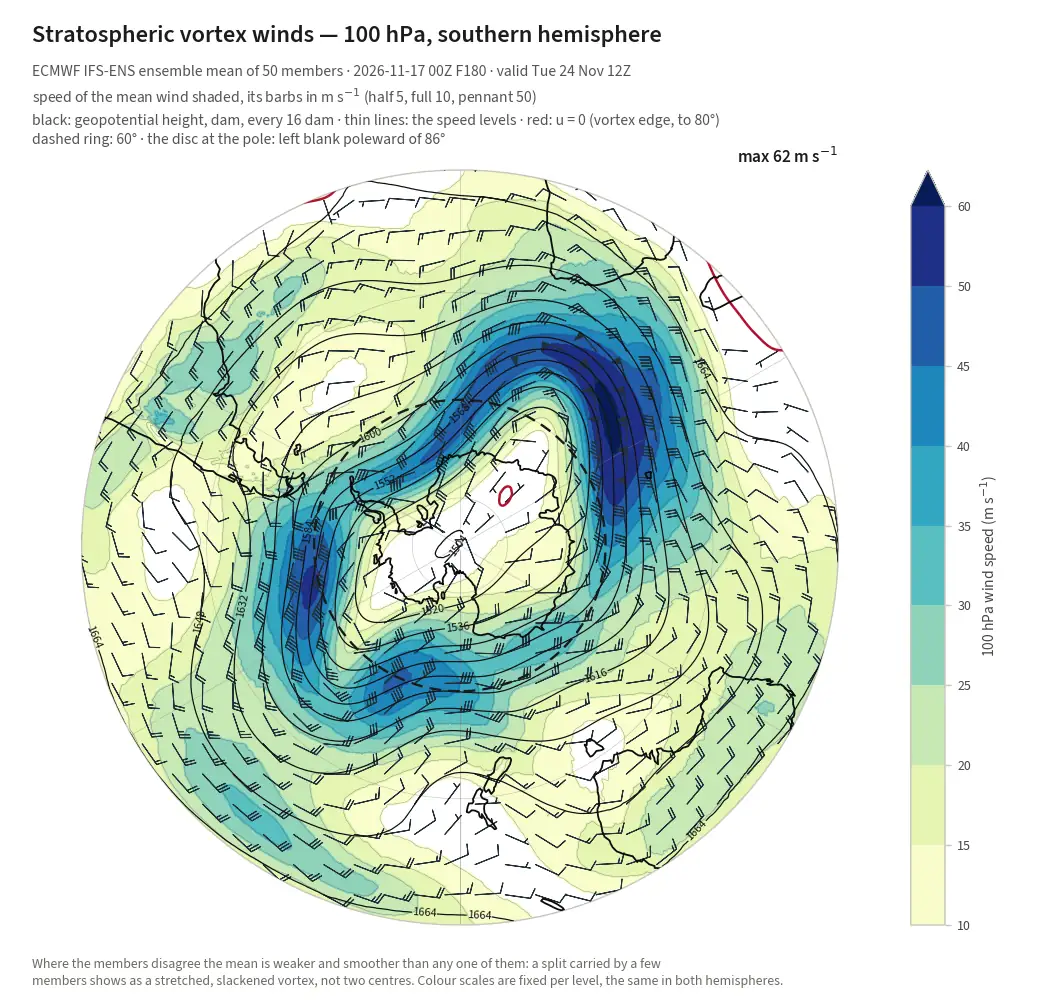 Stratospheric vortex winds — 100 hPa, southern hemisphere
ECMWF IFS-ENS ensemble mean of 50 members · 2026-11-17 00Z F180 · valid Tue 24 Nov 12Z
speed of the mean wind shaded, its barbs in m s⁻¹ (half 5, full 10, pennant 50)
black: geopotential height, dam, every 16 dam · thin lines: the speed levels · red: u = 0 (vortex edge, to 80°)
dashed ring: 60° · the disc at the pole: left blank poleward of 86°
max 62 m s⁻¹
60
50
45
40
35
30
25
20
15
10
100 hPa wind speed (m s⁻¹)
1664
1568
1600
1552
1584
1504
1632
1648
1520
1536
1664
1616
1664
1664
1664
Where the members disagree the mean is weaker and smoother than any one of them: a split carried by a few
members shows as a stretched, slackened vortex, not two centres. Colour scales are fixed per level, the same in both hemispheres.